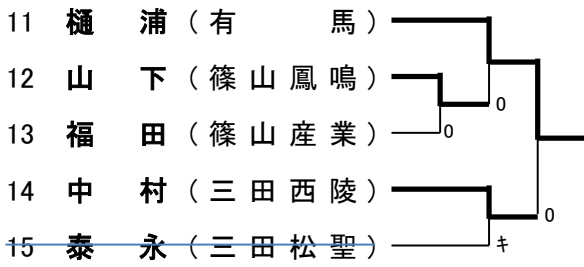 11 樋 浦 ( 有 馬 )
12 山 下 ( 篠 山 鳳 鳴 )
0
13 福 田 ( 篠 山 産 業 ) 0
14 中 村 ( 三 田 西 陵 )
0
15 泰 永 ( 三 田 松 聖 ) キ